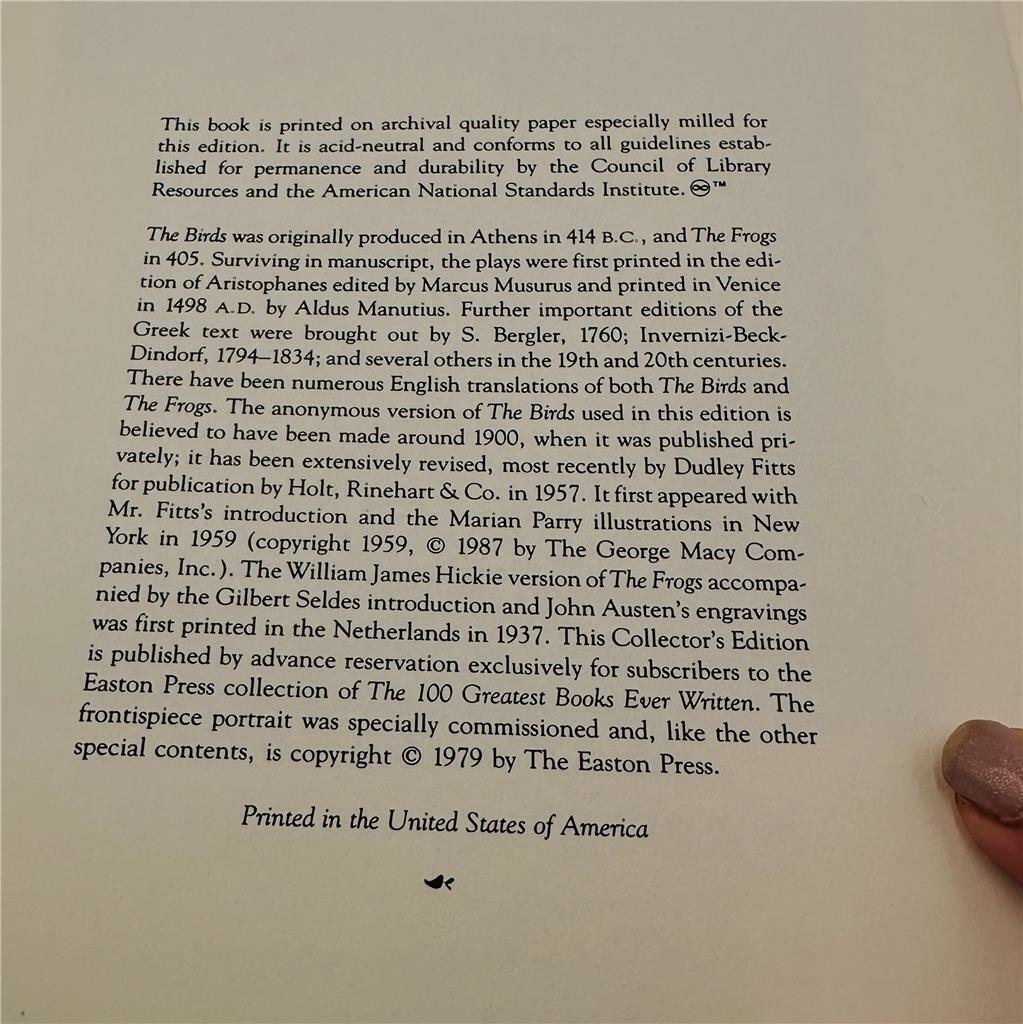 This book is printed on archival quality paper especially milled for
this edition. It is acid-neutral and conforms to all guidelines estab-
lished for permanence and durability by the Council of Library
Resources and the American National Standards Institute. ♾™
The Birds was originally produced in Athens in 414 B.C., and The Frogs
in 405. Surviving in manuscript, the plays were first printed in the edi-
tion of Aristophanes edited by Marcus Musurus and printed in Venice
in 1498 A.D. by Aldus Manutius. Further important editions of the
Greek text were brought out by S. Bergler, 1760; Invernizi-Beck-
Dindorf, 1794–1834; and several others in the 19th and 20th centuries.
There have been numerous English translations of both The Birds and
The Frogs. The anonymous version of The Birds used in this edition is
believed to have been made around 1900, when it was published pri-
vately; it has been extensively revised, most recently by Dudley Fitts
for publication by Holt, Rinehart & Co. in 1957. It first appeared with
Mr. Fitts's introduction and the Marian Parry illustrations in New
York in 1959 (copyright 1959, © 1987 by The George Macy Com-
panies, Inc.). The William James Hickie version of The Frogs accompa-
nied by the Gilbert Seldes introduction and John Austen's engravings
was first printed in the Netherlands in 1937. This Collector's Edition
is published by advance reservation exclusively for subscribers to the
Easton Press collection of The 100 Greatest Books Ever Written. The
frontispiece portrait was specially commissioned and, like the other
special contents, is copyright © 1979 by The Easton Press.
Printed in the United States of America